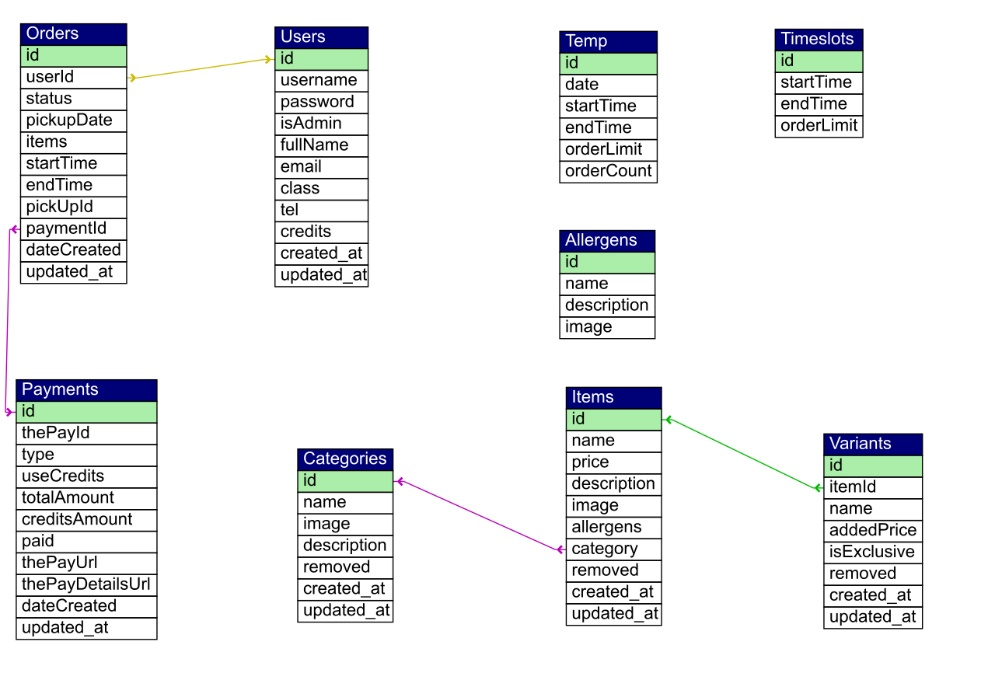 Orders
id
userId
status
pickupDate
items
startTime
endTime
pickUpId
paymentId
dateCreated
updated_at
Users
id
username
password
isAdmin
fullName
email
class
tel
credits
created_at
updated_at
Temp
id
date
startTime
endTime
orderLimit
orderCount
Timeslots
id
startTime
endTime
orderLimit
Allergens
id
name
description
image
Payments
id
thePayId
type
useCredits
totalAmount
creditsAmount
paid
thePayUrl
thePayDetailsUrl
dateCreated
updated_at
Categories
id
name
image
description
removed
created_at
updated_at
Items
id
name
price
description
image
allergens
category
removed
created_at
updated_at
Variants
id
itemId
name
addedPrice
isExclusive
removed
created_at
updated_at